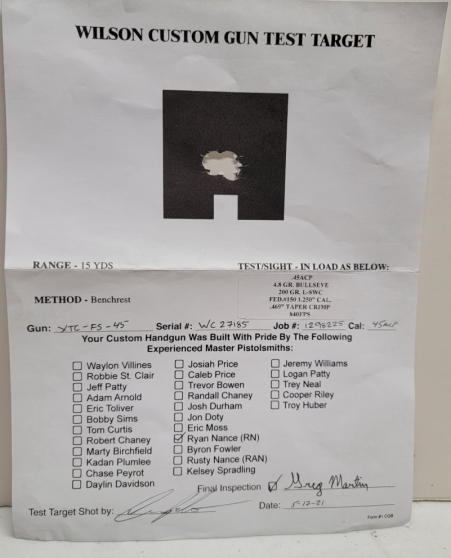 WILSON CUSTOM GUN TEST TARGET
RANGE - 15 YDS
TEST/SIGHT - IN LOAD AS BELOW:
.45ACP
4.8 GR. BULLSEYE
200 GR. L-SWC
FED.#150 1.250" CAL.
.469" TAPER CRIMP
840FPS
METHOD - Benchrest
Gun: XTC-FS-45 Serial #: WC27185 Job #: 1298225 Cal: 45ACP
Your Custom Handgun Was Built With Pride By The Following
Experienced Master Pistolsmiths:
Waylon Villines
Robbie St. Clair
Jeff Patty
Adam Arnold
Eric Toliver
Bobby Sims
Tom Curtis
Robert Chaney
Marty Birchfield
Kadan Plumlee
Chase Peyrot
Daylin Davidson
Josiah Price
Caleb Price
Trevor Bowen
Randall Chaney
Josh Durham
Jon Doty
Eric Moss
Ryan Nance (RN)
Byron Fowler
Rusty Nance (RAN)
Kelsey Spradling
Jeremy Williams
Logan Patty
Trey Neal
Cooper Riley
Troy Huber
Final Inspection Greg Martin
Test Target Shot by:
Date: 5-12-21